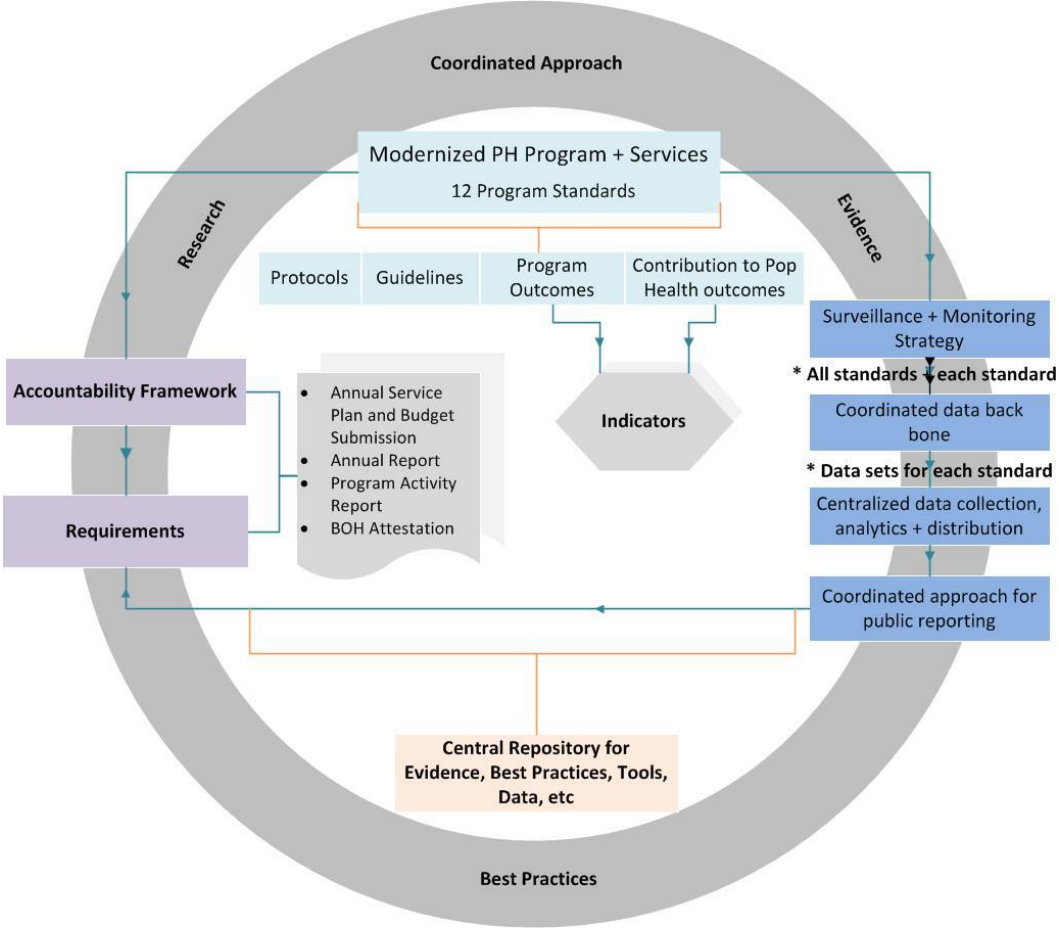 Coordinated Approach
Modernized PH Program + Services
12 Program Standards
Research
Evidence
Protocols
Guidelines
Program
Outcomes
Contribution to Pop
Health outcomes
Surveillance + Monitoring
Strategy
* All standards + each standard
Coordinated data back
bone
* Data sets for each standard
Centralized data collection,
analytics + distribution
Coordinated approach for
public reporting
Accountability Framework
Requirements
• Annual Service
Plan and Budget
Submission
• Annual Report
• Program Activity
Report
• BOH Attestation
Indicators
Central Repository for
Evidence, Best Practices, Tools,
Data, etc
Best Practices